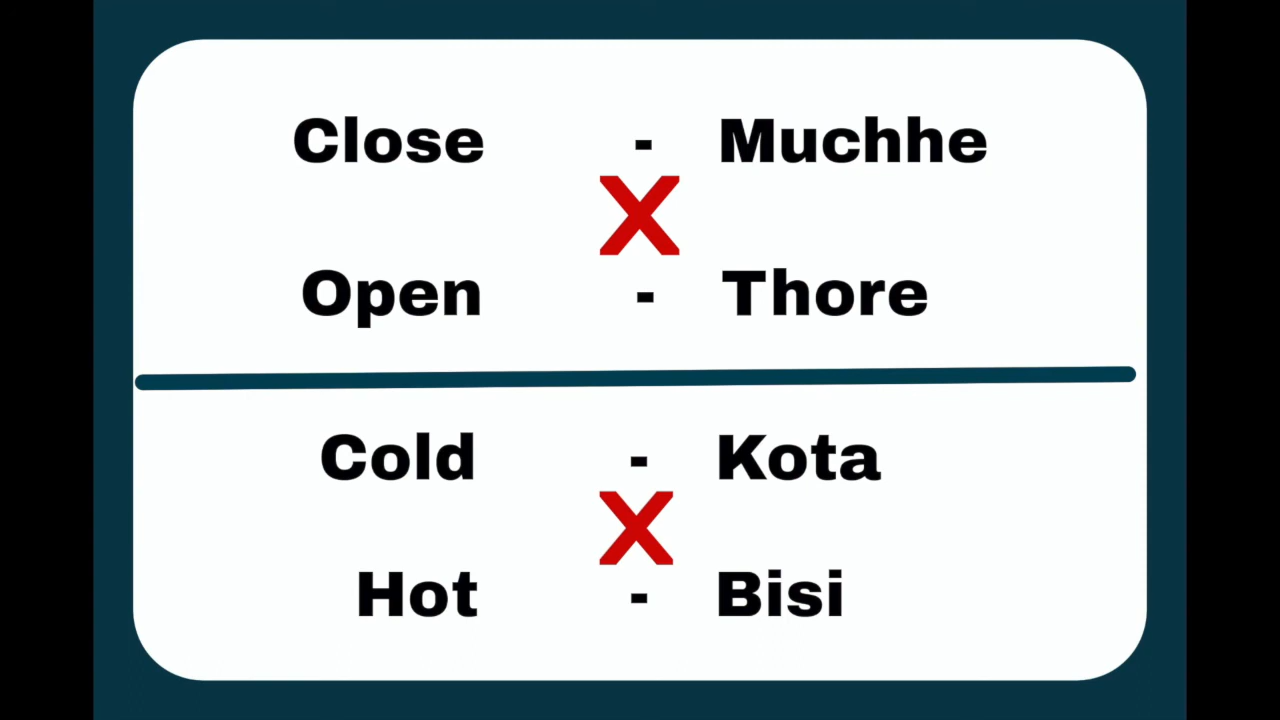 Close - Muchhe
X
Open - Thore
Cold - Kota
X
Hot - Bisi